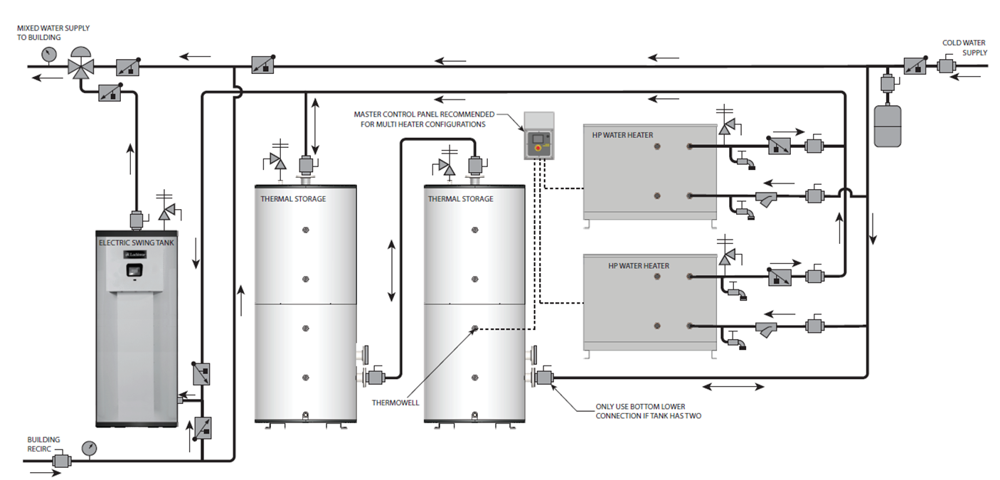 MIXED WATER SUPPLY
TO BUILDING
COLD WATER
SUPPLY
MASTER CONTROL PANEL RECOMMENDED
FOR MULTI HEATER CONFIGURATIONS
HP WATER HEATER
THERMAL STORAGE
THERMAL STORAGE
ELECTRIC SWING TANK
Lochinvar
HP WATER HEATER
THERMOWELL
ONLY USE BOTTOM LOWER
CONNECTION IF TANK HAS TWO
BUILDING
RECIRC